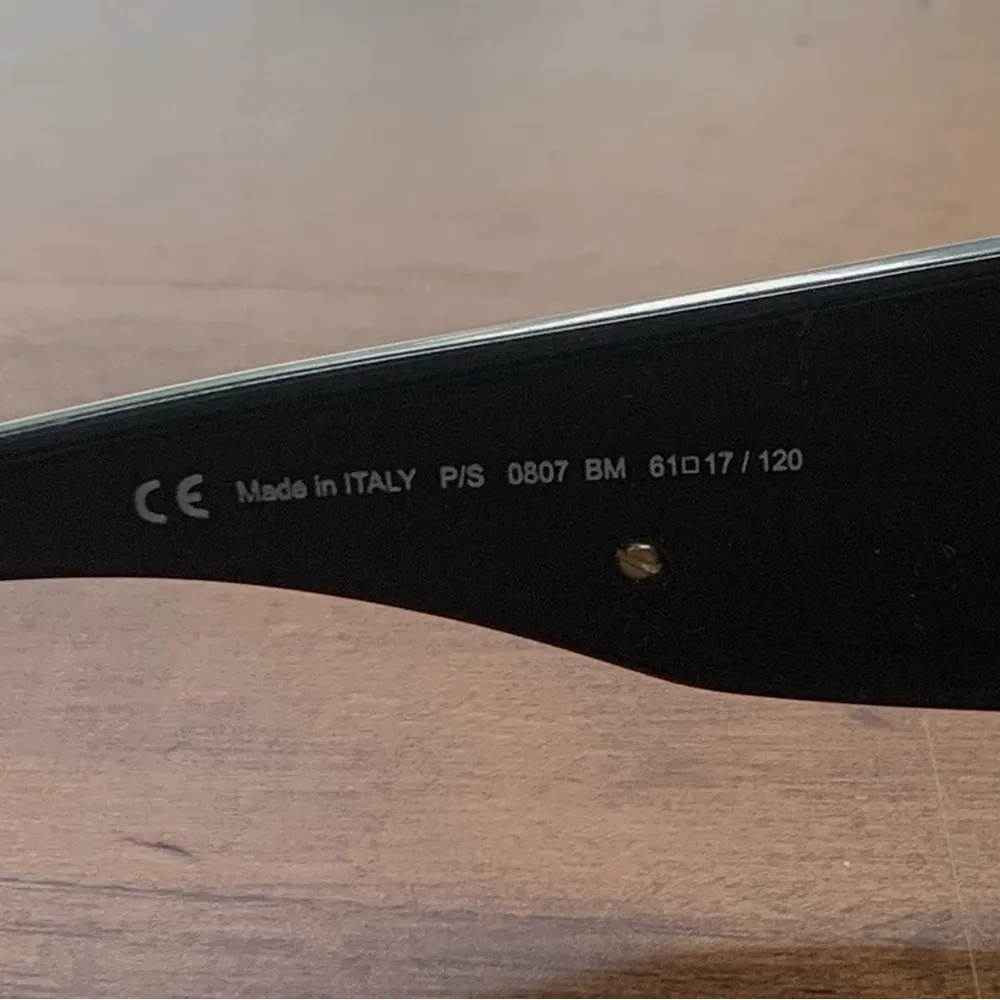 CE Made in ITALY P/S 0807 BM 61□17 / 120